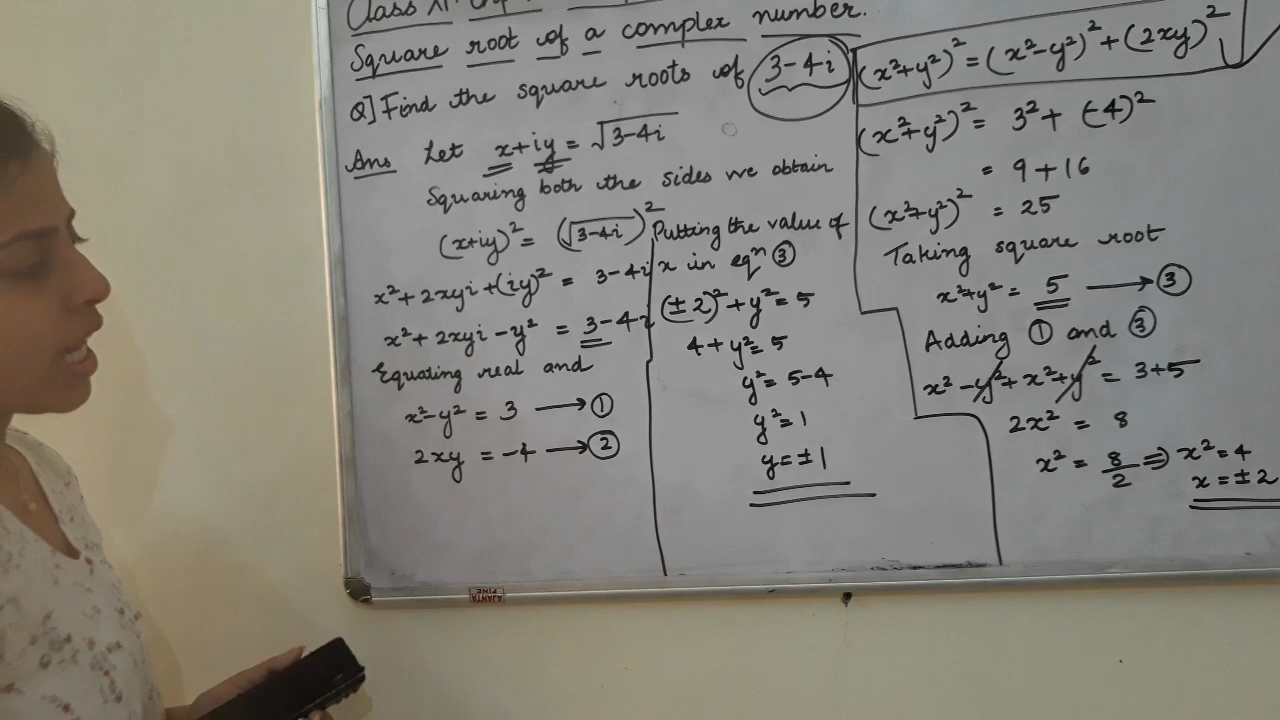 Class XI
Square root of a complex number.
Q] Find the square roots of 3-4i
Ans Let x+iy = √3-4i
Squaring both the sides we obtain
(x+iy)² = (√3-4i)²
x²+2xyi+(iy)² = 3-4i
x²+2xyi-y² = 3-4i
Equating real and
x²-y² = 3 → ①
2xy = -4 → ②
Putting the value of
x in eqⁿ ③
(±2)²+y² = 5
4+y² = 5
y² = 5-4
y² = 1
y = ±1
(x²+y²)² = (x²-y²)² + (2xy)²
(x²+y²)² = 3² + (-4)²
= 9+16
(x²+y²)² = 25
Taking square root
x²+y² = 5 → ③
Adding ① and ③
x²-y²+x²+y² = 3+5
2x² = 8
x² = 8/2 ⇒ x² = 4
x = ±2
AJANTA
FINE